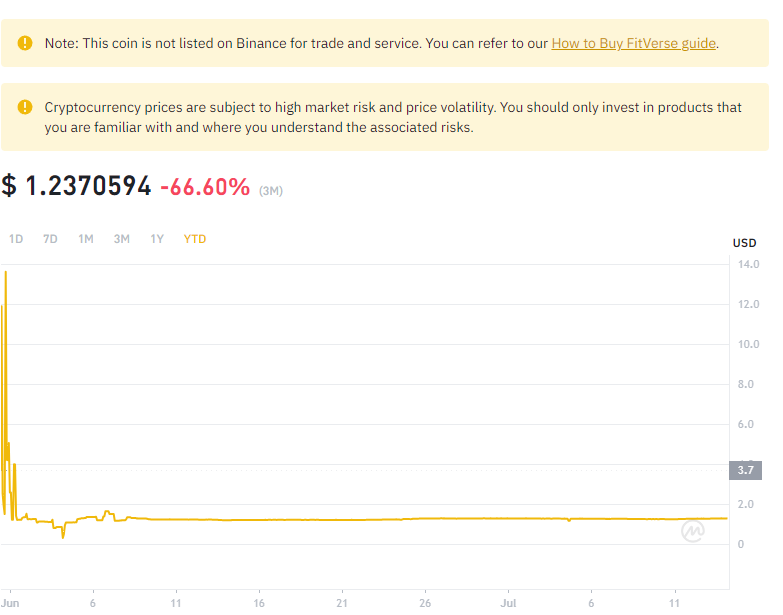 Note: This coin is not listed on Binance for trade and service. You can refer to our How to Buy FitVerse guide.
Cryptocurrency prices are subject to high market risk and price volatility. You should only invest in products that
you are familiar with and where you understand the associated risks.
$ 1.2370594 -66.60% (3M)
1D 7D 1M 3M 1Y YTD
USD
14.0
12.0
10.0
8.0
6.0
3.7
2.0
0
Jun 6 11 16 21 26 Jul 6 11